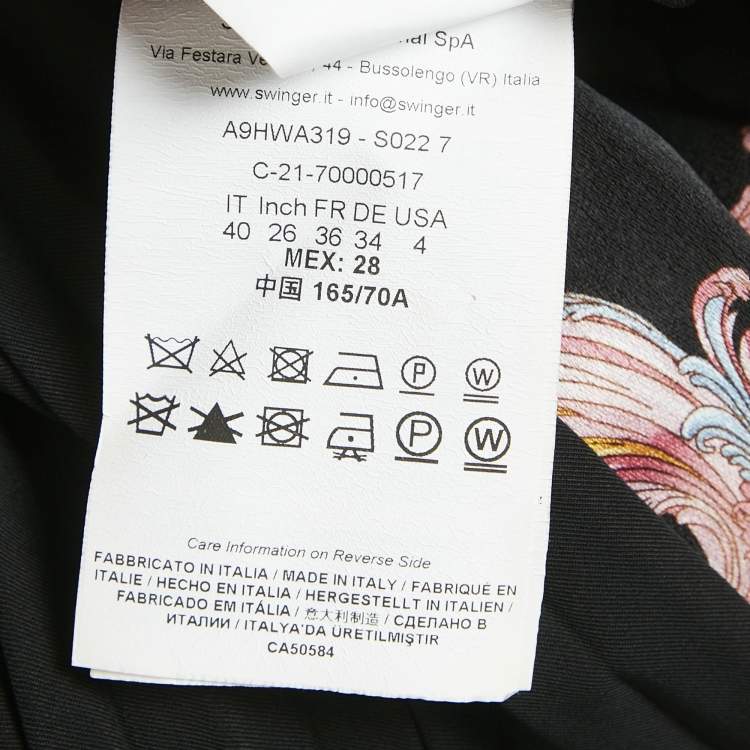 SpA
Via Festara 44 - Bussolengo (VR) Italia
www.swinger.it - info@swinger.it
A9HWA319 - S022 7
C-21-70000517
IT Inch FR DE USA
40 26 36 34 4
MEX: 28
中国 165/70A
P W
P W
Care Information on Reverse Side
FABBRICATO IN ITALIA / MADE IN ITALY / FABRIQUÉ EN
ITALIE / HECHO EN ITALIA / HERGESTELLT IN ITALIEN /
FABRICADO EM ITÁLIA / 意大利制造 / СДЕЛАНО В
ИТАЛИИ / ITALYA'DA ÜRETILMIŞTIR
CA50584